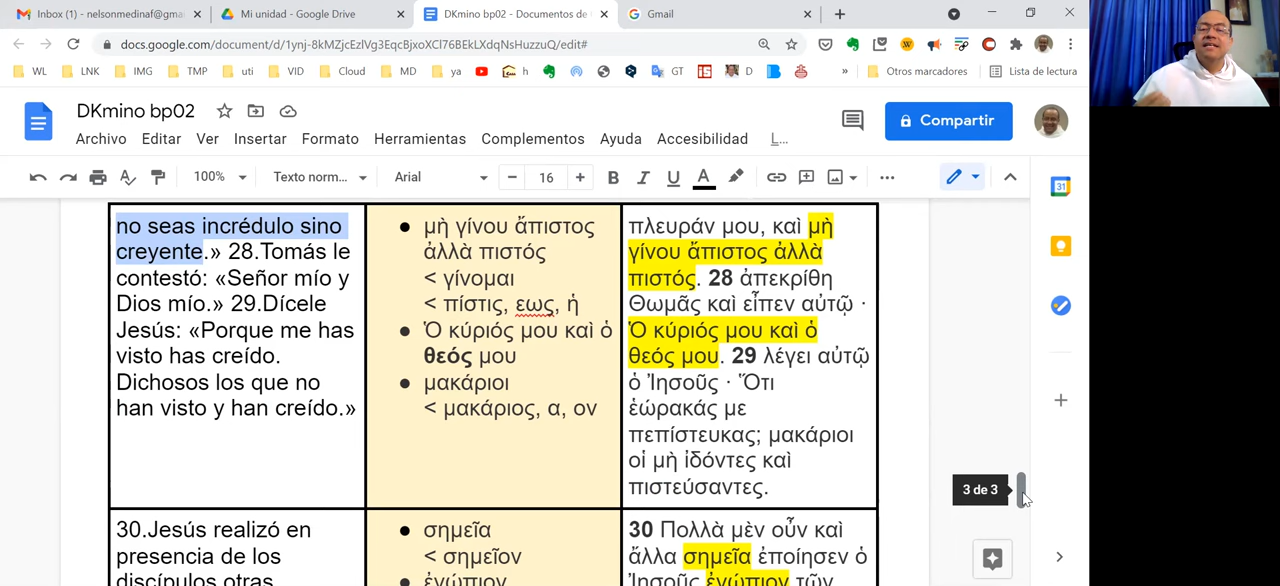 Inbox (1) - nelsonmedinaf@gma
Mi unidad - Google Drive
DKmino bp02 - Documentos de
Gmail
docs.google.com/document/d/1ynj-8kMZjcEzlVg3EqcBjxoXCl76BEkLXdqNzHuzzuQ/edit#
WL LNK IMG TMP uti VID Cloud MD ya h GT D » Otros marcadores Lista de lectura
DKmino bp02
Archivo Editar Ver Insertar Formato Herramientas Complementos Ayuda Accesibilidad L...
Compartir
100% Texto norm... Arial 16 B I U A
31
no seas incrédulo sino
creyente.» 28.Tomás le
contestó: «Señor mío y
Dios mío.» 29.Dícele
Jesús: «Porque me has
visto has creído.
Dichosos los que no
han visto y han creído.»
● μὴ γίνου ἄπιστος
ἀλλὰ πιστός
< γίνομαι
< πίστις, εως, ἡ
● Ὁ κύριός μου καὶ ὁ
θεός μου
● μακάριοι
< μακάριος, α, ον
πλευράν μου, καὶ μὴ
γίνου ἄπιστος ἀλλὰ
πιστός. 28 ἀπεκρίθη
Θωμᾶς καὶ εἶπεν αὐτῷ ·
Ὁ κύριός μου καὶ ὁ
θεός μου. 29 λέγει αὐτῷ
ὁ Ἰησοῦς · Ὅτι
ἑώρακάς με
πεπίστευκας; μακάριοι
οἱ μὴ ἰδόντες καὶ
πιστεύσαντες.
3 de 3
30.Jesús realizó en
presencia de los
discípulos otras
● σημεῖα
< σημεῖον
● ἐνώπιον
30 Πολλὰ μὲν οὖν καὶ
ἄλλα σημεῖα ἐποίησεν ὁ
Ἰησοῦς ἐνώπιον τῶν